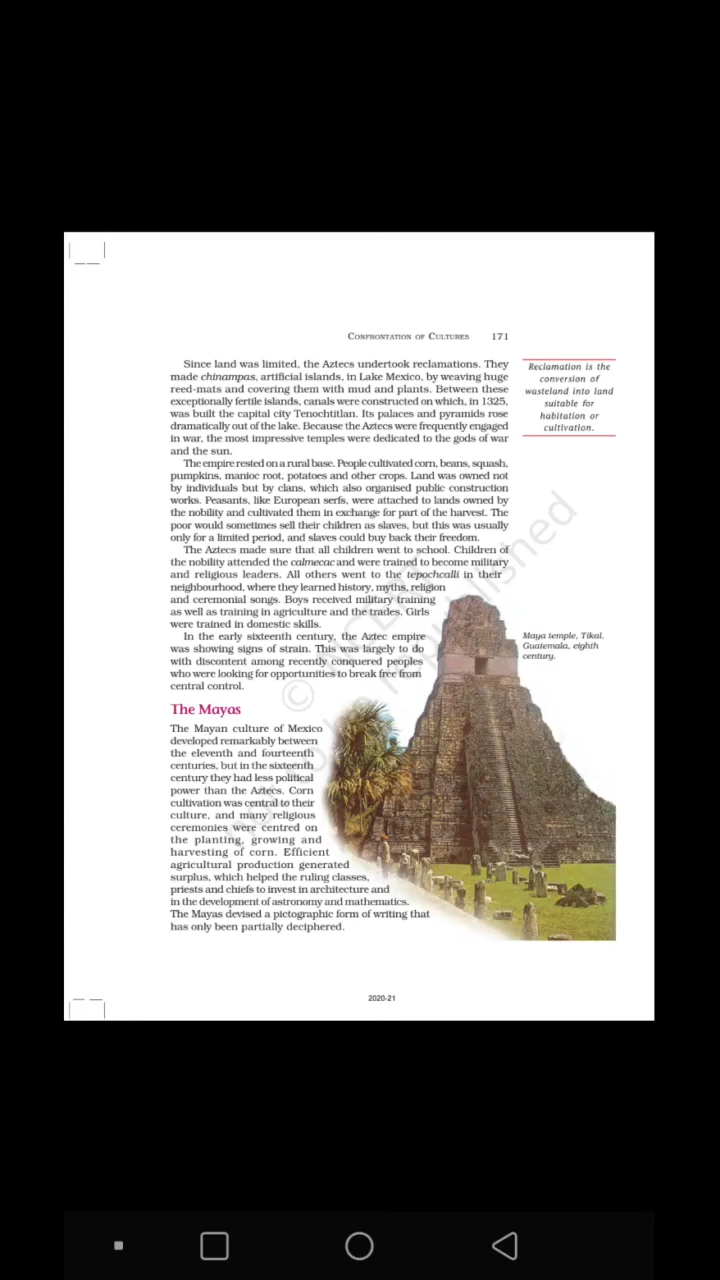 CONFRONTATION OF CULTURES 171
Since land was limited, the Aztecs undertook reclamations. They
made chinampas, artificial islands, in Lake Mexico, by weaving huge
reed-mats and covering them with mud and plants. Between these
exceptionally fertile islands, canals were constructed on which, in 1325,
was built the capital city Tenochtitlan. Its palaces and pyramids rose
dramatically out of the lake. Because the Aztecs were frequently engaged
in war, the most impressive temples were dedicated to the gods of war
and the sun.
The empire rested on a rural base. People cultivated corn, beans, squash,
pumpkins, manioc root, potatoes and other crops. Land was owned not
by individuals but by clans, which also organised public construction
works. Peasants, like European serfs, were attached to lands owned by
the nobility and cultivated them in exchange for part of the harvest. The
poor would sometimes sell their children as slaves, but this was usually
only for a limited period, and slaves could buy back their freedom.
The Aztecs made sure that all children went to school. Children of
the nobility attended the calmecac and were trained to become military
and religious leaders. All others went to the tepochcalli in their
neighbourhood, where they learned history, myths, religion
and ceremonial songs. Boys received military training
as well as training in agriculture and the trades. Girls
were trained in domestic skills.
In the early sixteenth century, the Aztec empire
was showing signs of strain. This was largely to do
with discontent among recently conquered peoples
who were looking for opportunities to break free from
central control.
The Mayas
The Mayan culture of Mexico
developed remarkably between
the eleventh and fourteenth
centuries, but in the sixteenth
century they had less political
power than the Aztecs. Corn
cultivation was central to their
culture, and many religious
ceremonies were centred on
the planting, growing and
harvesting of corn. Efficient
agricultural production generated
surplus, which helped the ruling classes,
priests and chiefs to invest in architecture and
in the development of astronomy and mathematics.
The Mayas devised a pictographic form of writing that
has only been partially deciphered.
Reclamation is the
conversion of
wasteland into land
suitable for
habitation or
cultivation.
Maya temple, Tikal,
Guatemala, eighth
century.
2020-21